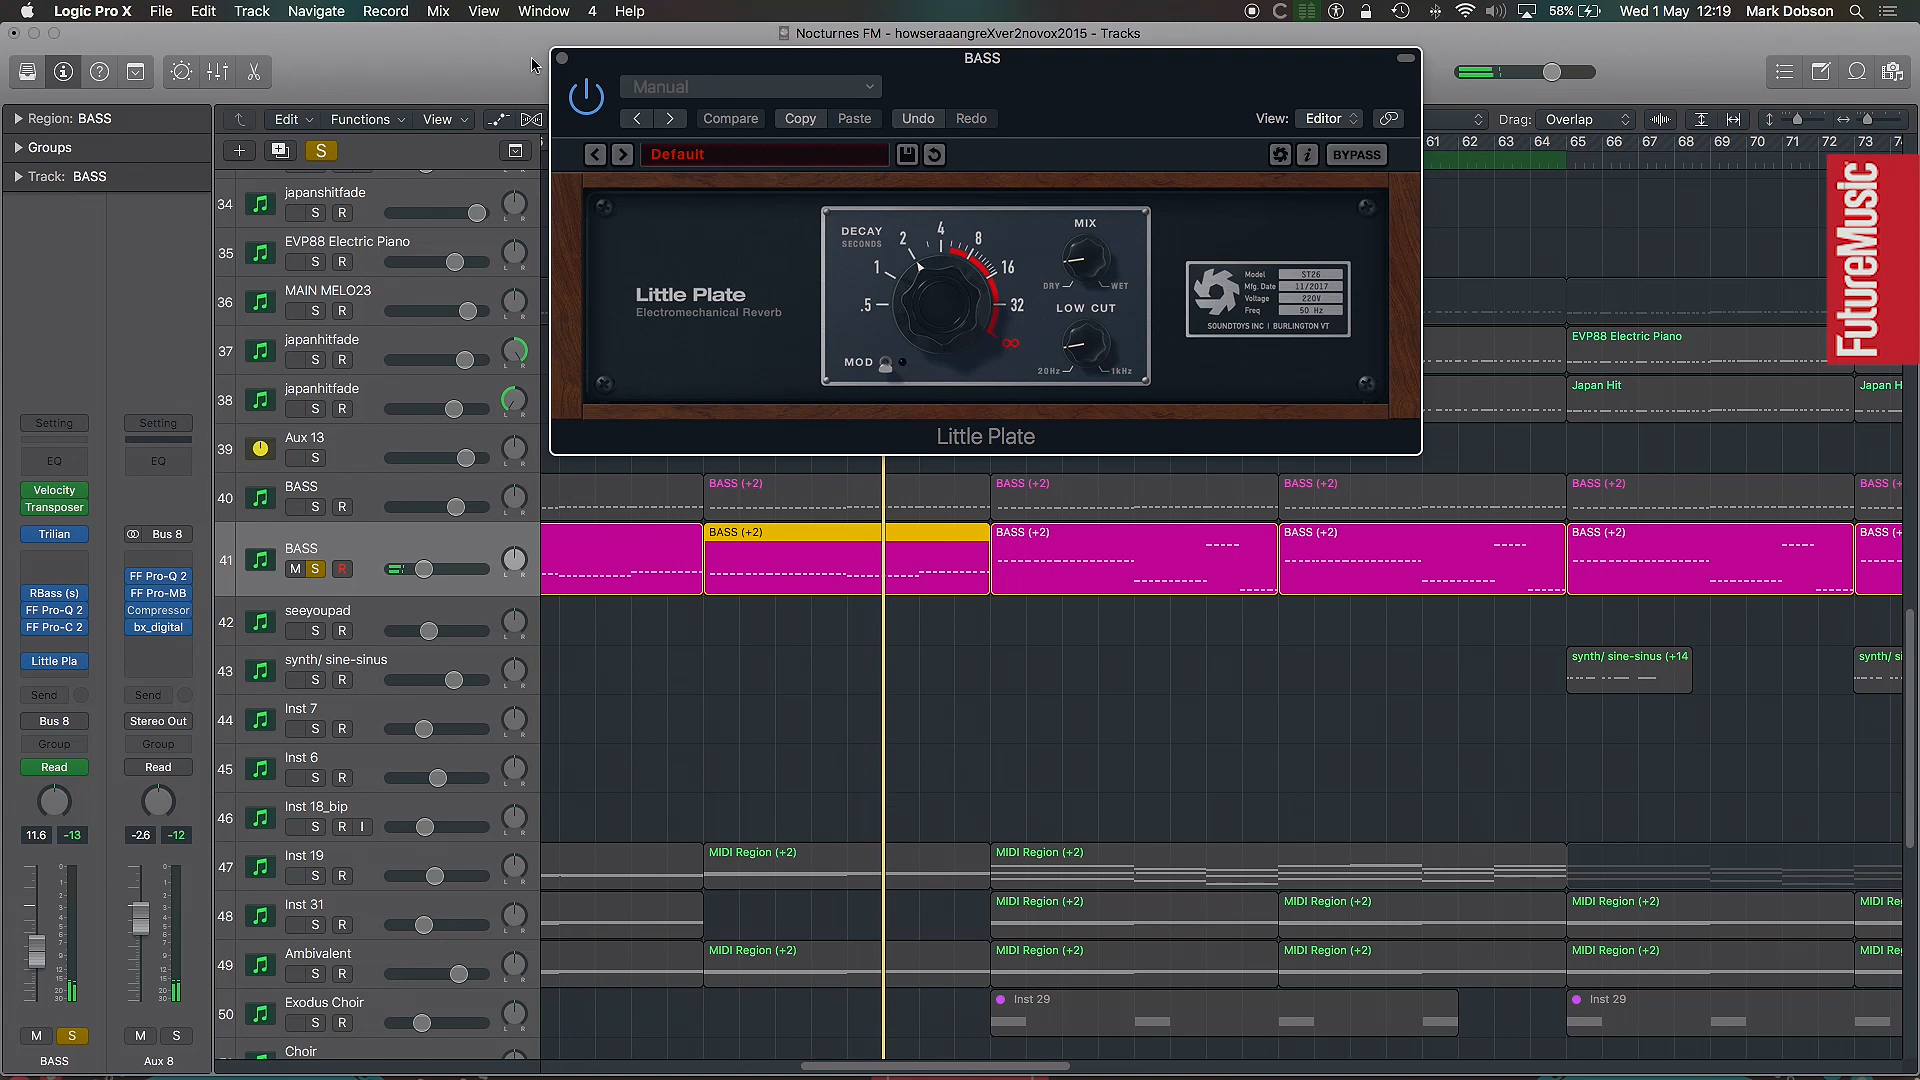 Logic Pro X File Edit Track Navigate Record Mix View Window 4 Help
58% Wed 1 May 12:19 Mark Dobson
Nocturnes FM - howseraaangreXver2novox2015 - Tracks
BASS
Manual
Compare Copy Paste Undo Redo
View: Editor
Default
BYPASS
DECAY
SECONDS
.5 1 2 4 8 16 32 ∞
MOD
MIX
DRY WET
LOW CUT
20Hz 1kHz
Little Plate
Electromechanical Reverb
Model ST26
Mfg. Date 11/2017
Voltage 220V
Freq 50 Hz
SOUNDTOYS INC | BURLINGTON VT
Little Plate
FutureMusic
Region: BASS
Groups
Track: BASS
Edit Functions View
Drag: Overlap
S
61 62 63 64 65 66 67 68 69 70 71 72 73
34 japanshitfade
S R
35 EVP88 Electric Piano
S R
36 MAIN MELO23
S R
37 japanhitfade
S R
38 japanhitfade
S R
39 Aux 13
S
40 BASS
S R
41 BASS
M S R
42 seeyoupad
S R
43 synth/ sine-sinus
S R
44 Inst 7
S R
45 Inst 6
S R
46 Inst 18_bip
S R I
47 Inst 19
S R
48 Inst 31
S R
49 Ambivalent
S R
50 Exodus Choir
S R
Choir
EVP88 Electric Piano
Japan Hit Japan H
BASS (+2) BASS (+2) BASS (+2) BASS (+2) BASS (+
BASS (+2) BASS (+2) BASS (+2) BASS (+2) BASS (+
synth/ sine-sinus (+14 synth/ si
MIDI Region (+2) MIDI Region (+2)
MIDI Region (+2) MIDI Region (+2) MIDI Region (+2) MIDI Re
MIDI Region (+2) MIDI Region (+2) MIDI Region (+2) MIDI Region (+2) MIDI Re
Inst 29 Inst 29
Setting Setting
EQ EQ
Velocity
Transposer
Trilian Bus 8
FF Pro-Q 2
RBass (s) FF Pro-MB
FF Pro-Q 2 Compressor
FF Pro-C 2 bx_digital
Little Pla
Send Send
Bus 8 Stereo Out
Group Group
Read Read
11.6 -13 -2.6 -12
M S M S
BASS Aux 8